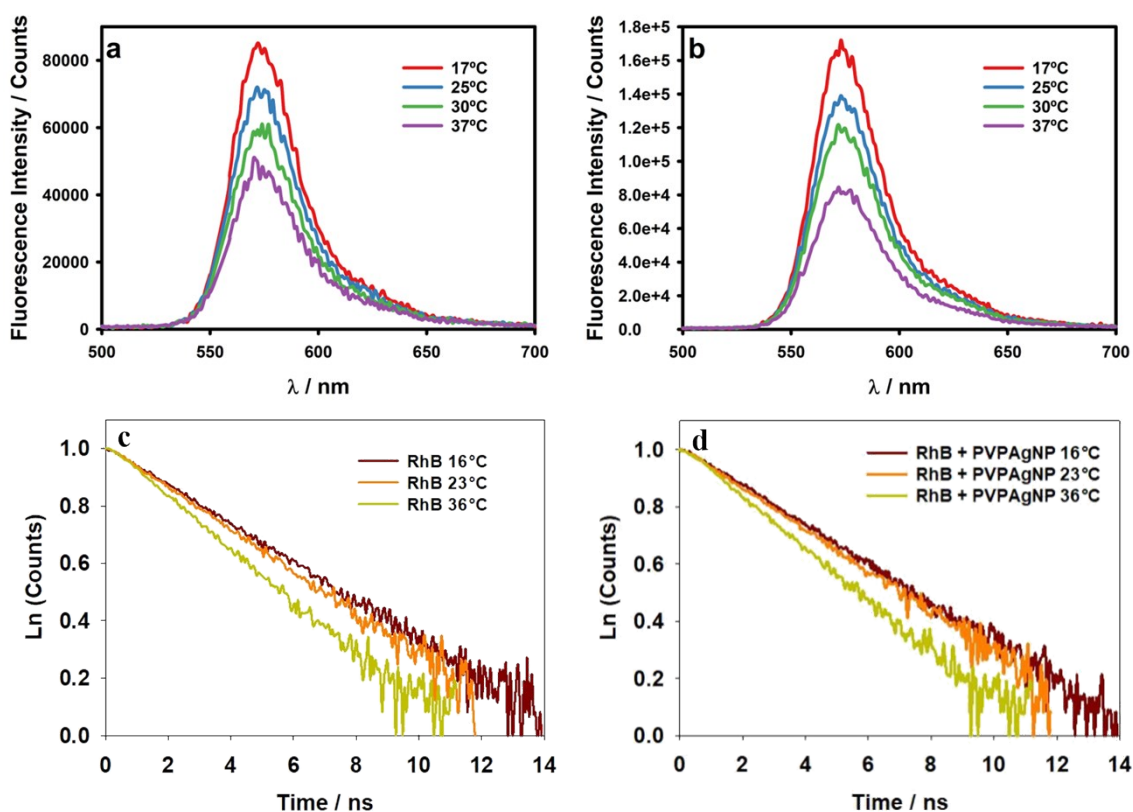 a
Fluorescence Intensity / Counts
80000
60000
40000
20000
0
17ºC
25ºC
30ºC
37ºC
500
550
600
650
700
λ / nm
b
Fluorescence Intensity / Counts
1.8e+5
1.6e+5
1.4e+5
1.2e+5
1.0e+5
8.0e+4
6.0e+4
4.0e+4
2.0e+4
0.0
17ºC
25ºC
30ºC
37ºC
500
550
600
650
700
λ / nm
c
Ln (Counts)
1.0
0.8
0.6
0.4
0.2
0.0
RhB 16°C
RhB 23°C
RhB 36°C
0
2
4
6
8
10
12
14
Time / ns
d
Ln (Counts)
1.0
0.8
0.6
0.4
0.2
0.0
RhB + PVPAgNP 16°C
RhB + PVPAgNP 23°C
RhB + PVPAgNP 36°C
0
2
4
6
8
10
12
14
Time / ns